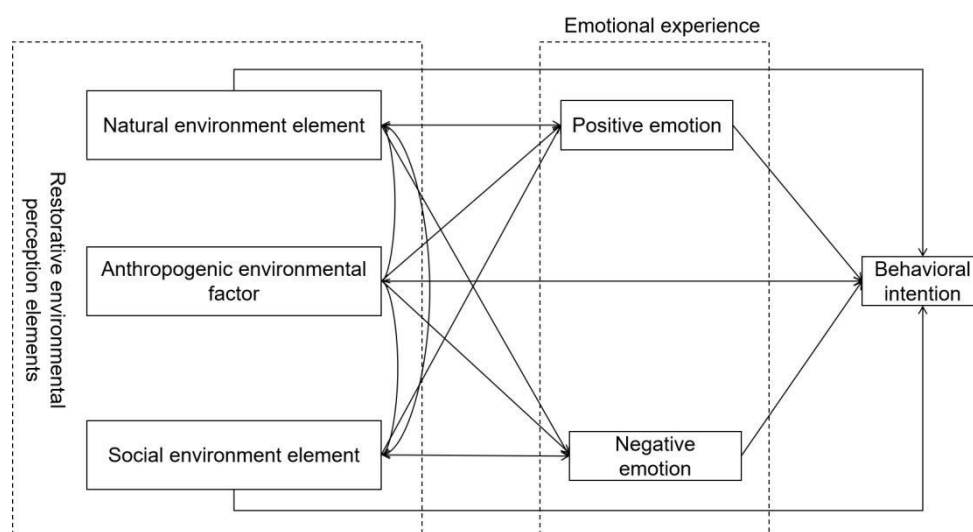 Emotional experience
Restorative environmental
perception elements
Natural environment element
Positive emotion
Anthropogenic environmental
factor
Behavioral
intention
Social environment element
Negative
emotion